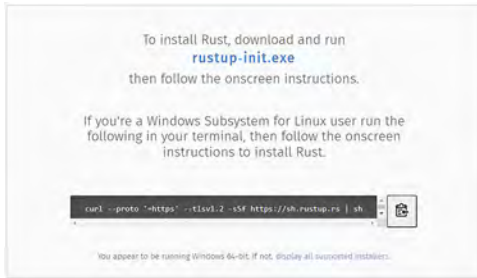 To install Rust, download and run
rustup-init.exe
then follow the onscreen instructions.
If you're a Windows Subsystem for Linux user run the
following in your terminal, then follow the onscreen
instructions to install Rust.
curl --proto '=https' --tlsv1.2 -sSf https://sh.rustup.rs | sh
You appear to be running Windows 64-bit. If not, display all supported installers.